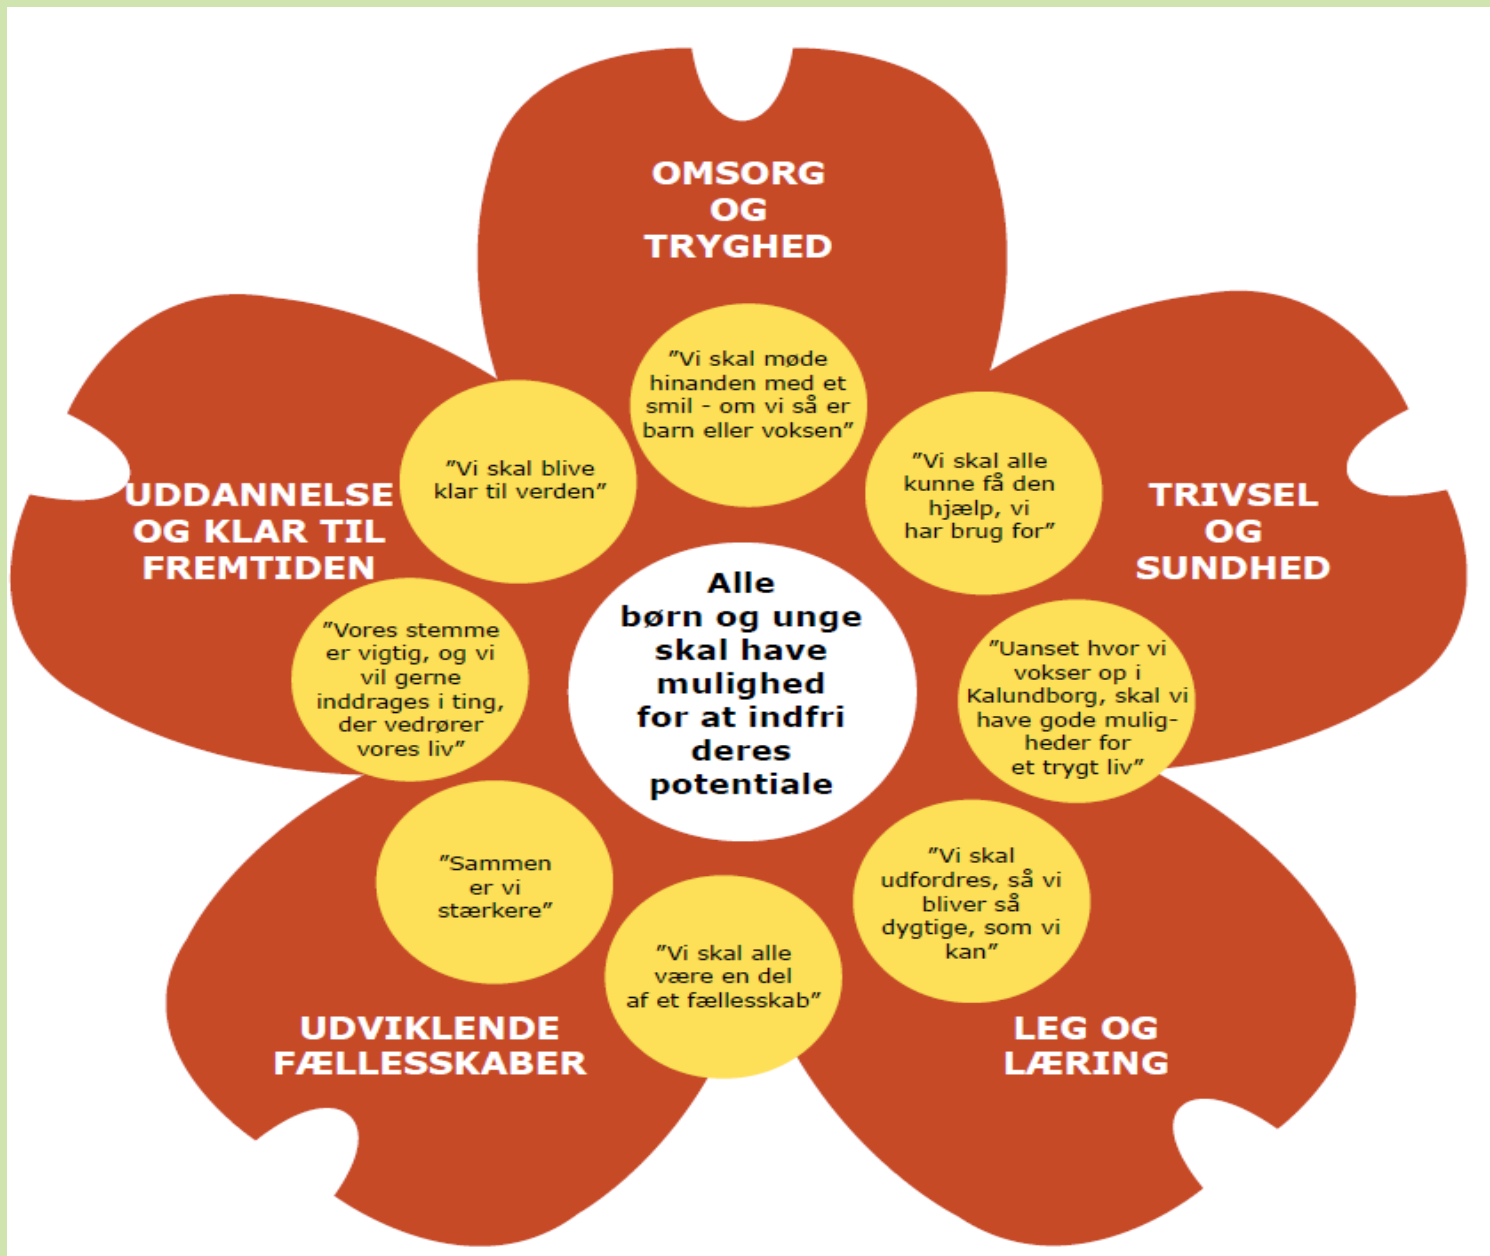 OMSORG
OG
TRYGHED
"Vi skal møde
hinanden med et
smil - om vi så er
barn eller voksen"
"Vi skal alle
kunne få den
hjælp, vi
har brug for"
TRIVSEL
OG
SUNDHED
"Uanset hvor vi
vokser op i
Kalundborg, skal vi
have gode mulig-
heder for
et trygt liv"
"Vi skal
udfordres, så vi
bliver så
dygtige, som vi
kan"
LEG OG
LÆRING
"Vi skal alle
være en del
af et fællesskab"
UDVIKLENDE
FÆLLESSKABER
"Sammen
er vi
stærkere"
"Vores stemme
er vigtig, og vi
vil gerne
inddrages i ting,
der vedrører
vores liv"
UDDANNELSE
OG KLAR TIL
FREMTIDEN
"Vi skal blive
klar til verden"
Alle
børn og unge
skal have
mulighed
for at indfri
deres
potentiale